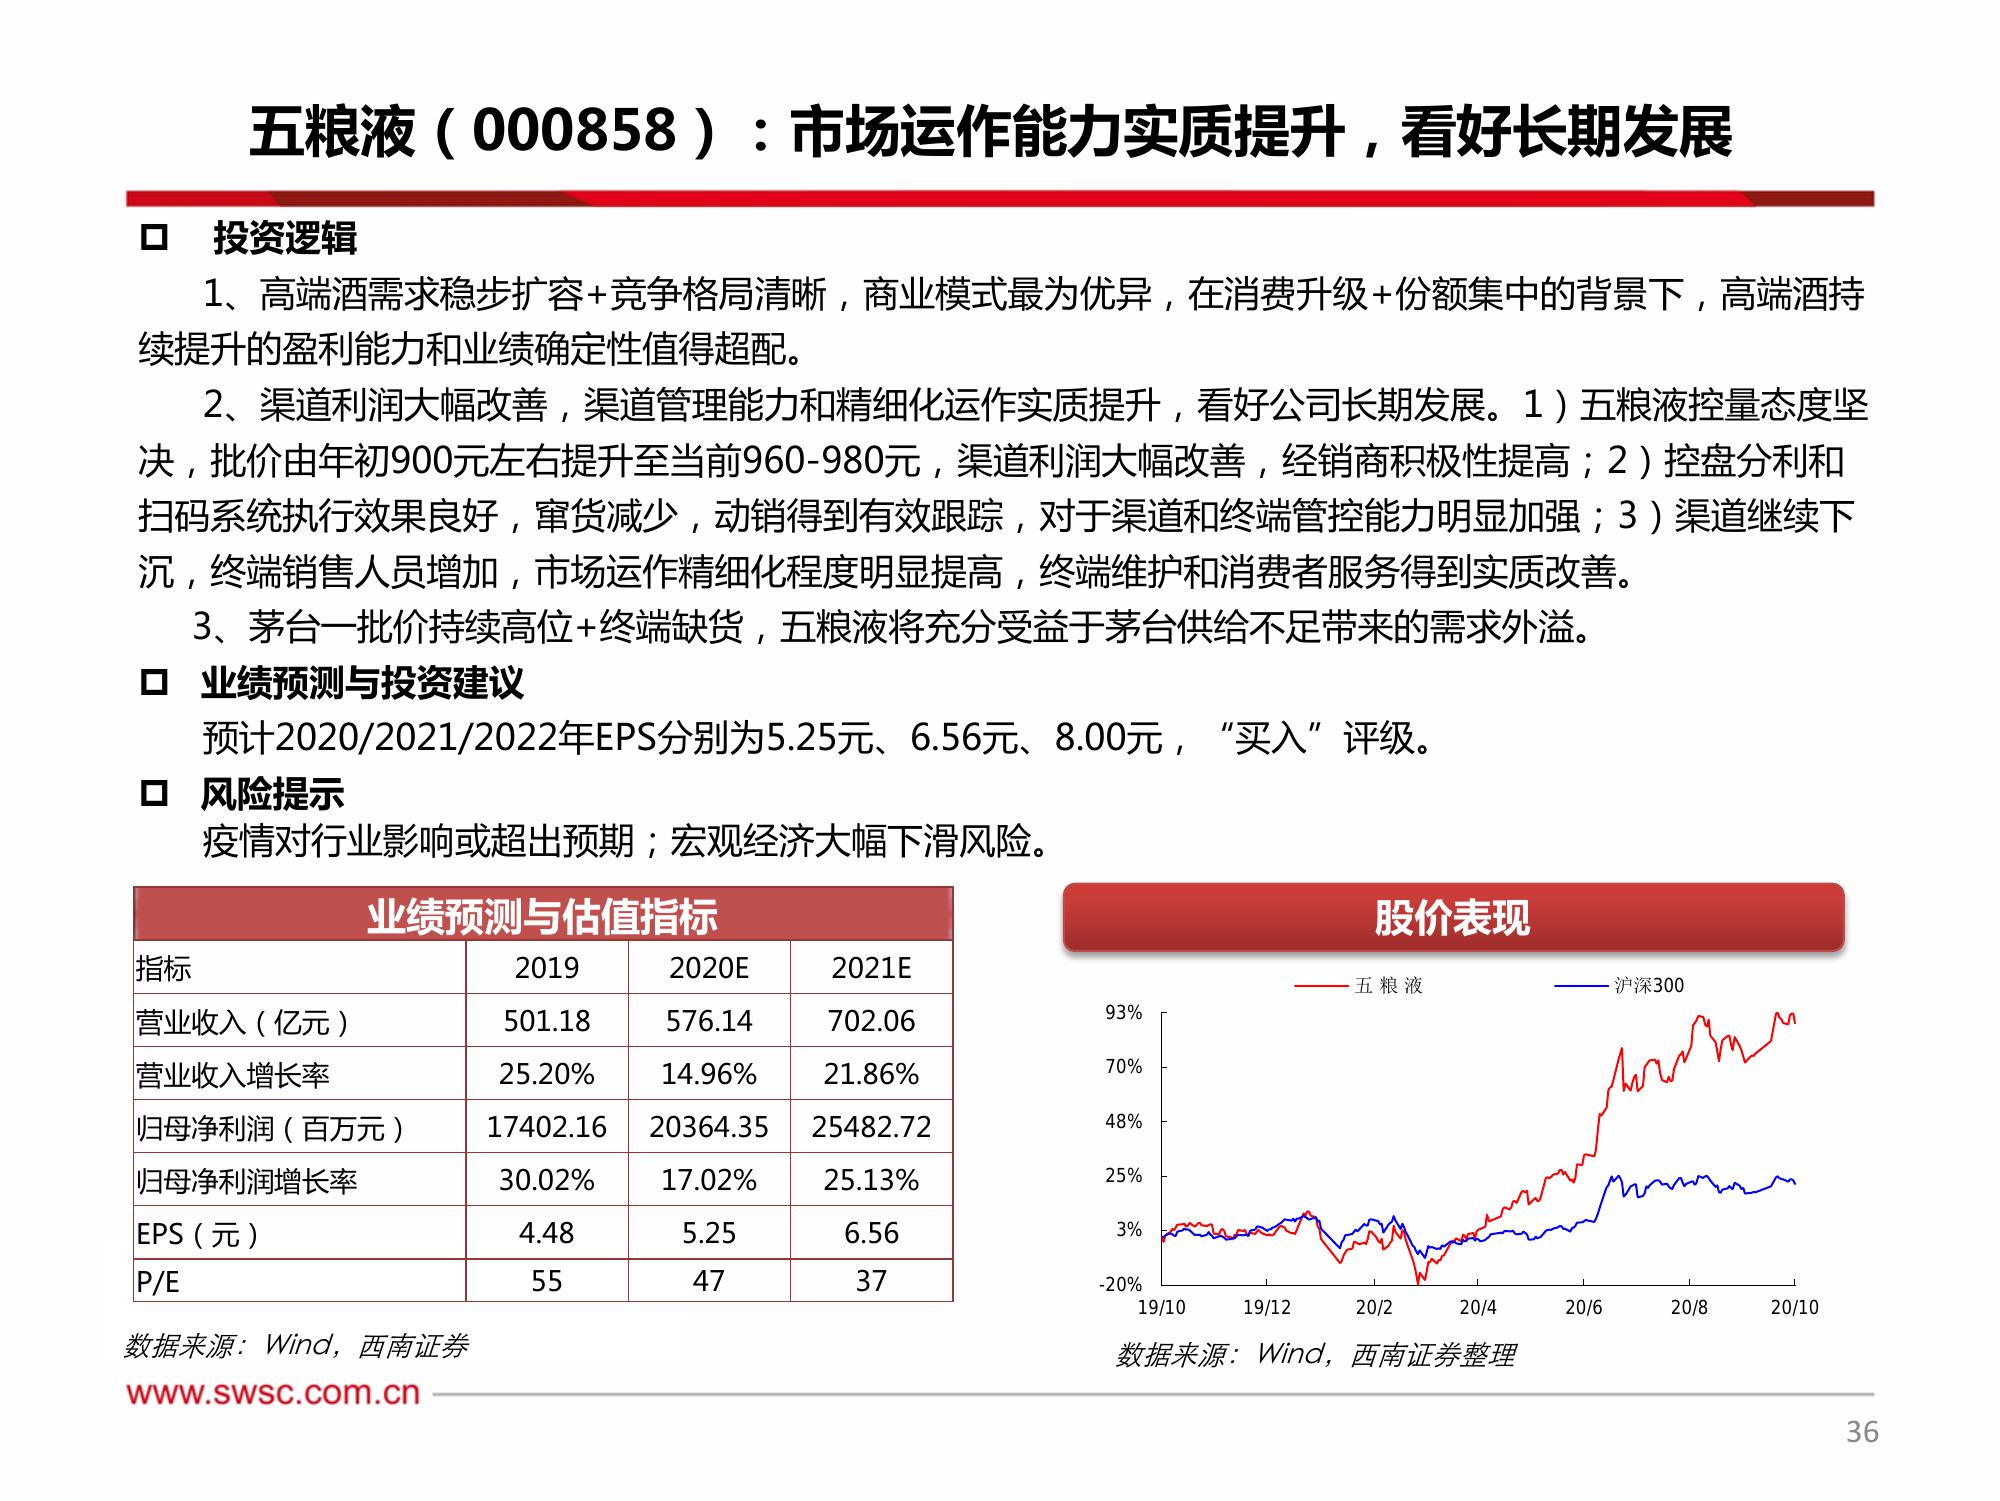 五粮液（000858）：市场运作能力实质提升，看好长期发展
投资逻辑
1、高端酒需求稳步扩容+竞争格局清晰，商业模式最为优异，在消费升级+份额集中的背景下，高端酒持
续提升的盈利能力和业绩确定性值得超配。
2、渠道利润大幅改善，渠道管理能力和精细化运作实质提升，看好公司长期发展。1）五粮液控量态度坚
决，批价由年初900元左右提升至当前960-980元，渠道利润大幅改善，经销商积极性提高；2）控盘分利和
扫码系统执行效果良好，窜货减少，动销得到有效跟踪，对于渠道和终端管控能力明显加强；3）渠道继续下
沉，终端销售人员增加，市场运作精细化程度明显提高，终端维护和消费者服务得到实质改善。
3、茅台一批价持续高位+终端缺货，五粮液将充分受益于茅台供给不足带来的需求外溢。
业绩预测与投资建议
预计2020/2021/2022年EPS分别为5.25元、6.56元、8.00元，“买入”评级。
风险提示
疫情对行业影响或超出预期；宏观经济大幅下滑风险。
业绩预测与估值指标
指标 2019 2020E 2021E
营业收入（亿元） 501.18 576.14 702.06
营业收入增长率 25.20% 14.96% 21.86%
归母净利润（百万元） 17402.16 20364.35 25482.72
归母净利润增长率 30.02% 17.02% 25.13%
EPS（元） 4.48 5.25 6.56
P/E 55 47 37
数据来源：Wind，西南证券
股价表现
五 粮 液 沪深300
93%
70%
48%
25%
3%
-20%
19/10 19/12 20/2 20/4 20/6 20/8 20/10
数据来源：Wind，西南证券整理
www.swsc.com.cn
36